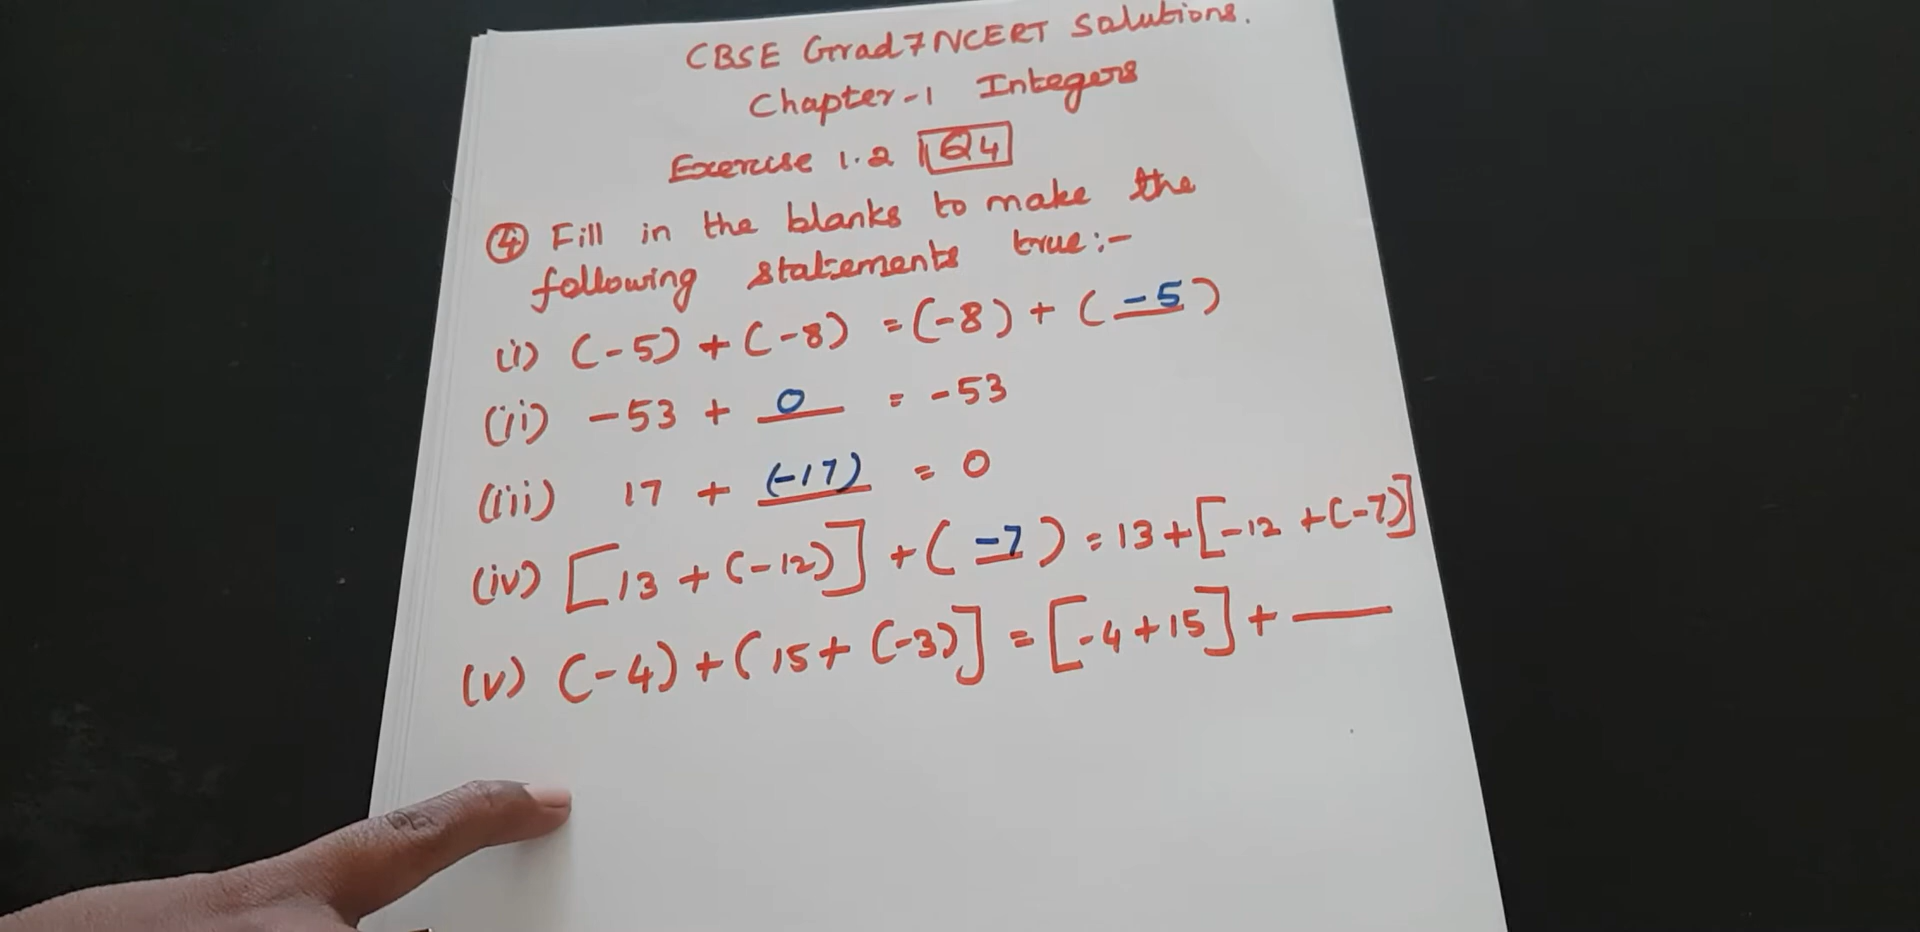 CBSE Grad 7 NCERT Solutions.
Chapter-1 Integers
Exercise 1.2 Q4
④ Fill in the blanks to make the
following statements true:-
(i) (-5) + (-8) = (-8) + (-5)
(ii) -53 + 0 = -53
(iii) 17 + (-17) = 0
(iv) [13 + (-12)] + (-7) = 13 + [-12 + (-7)]
(v) (-4) + (15 + (-3)] = [-4 + 15] + ___